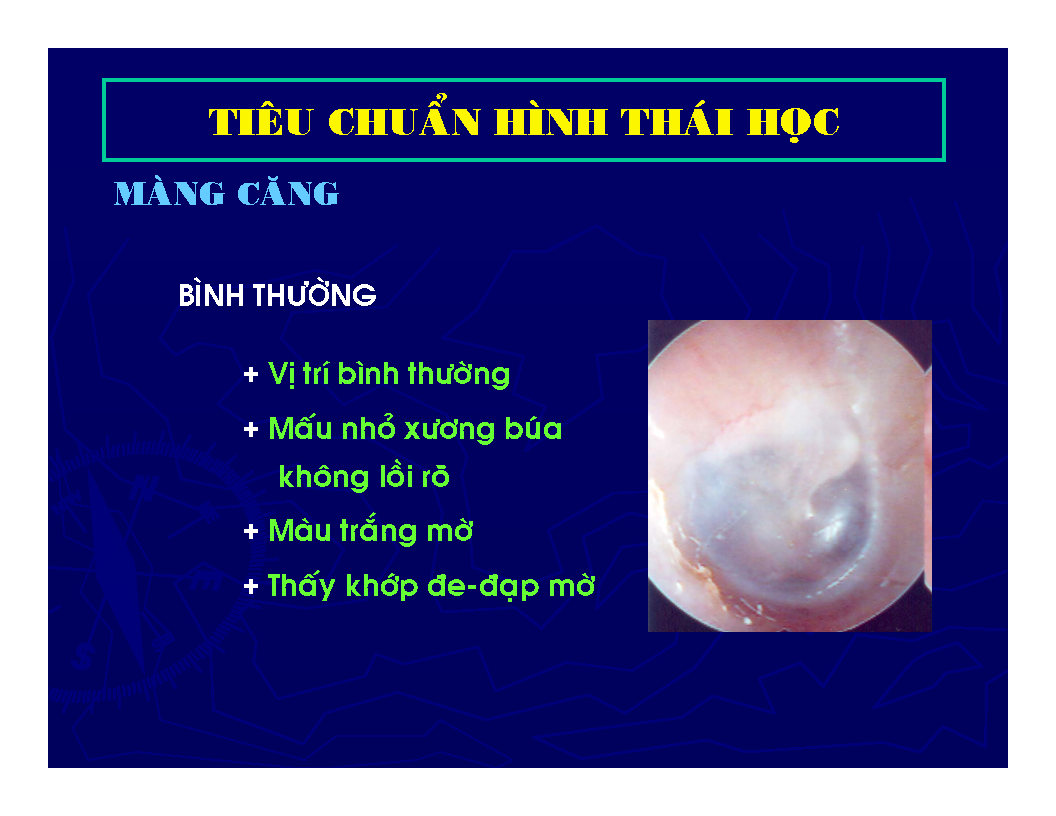 TIÊU CHUẨN HÌNH THÁI HỌC
MÀNG CĂNG
BÌNH THƯỜNG
+ Vị trí bình thường
+ Mấu nhỏ xương búa
không lồi rõ
+ Màu trắng mờ
+ Thấy khớp đe-đạp mờ
N
S